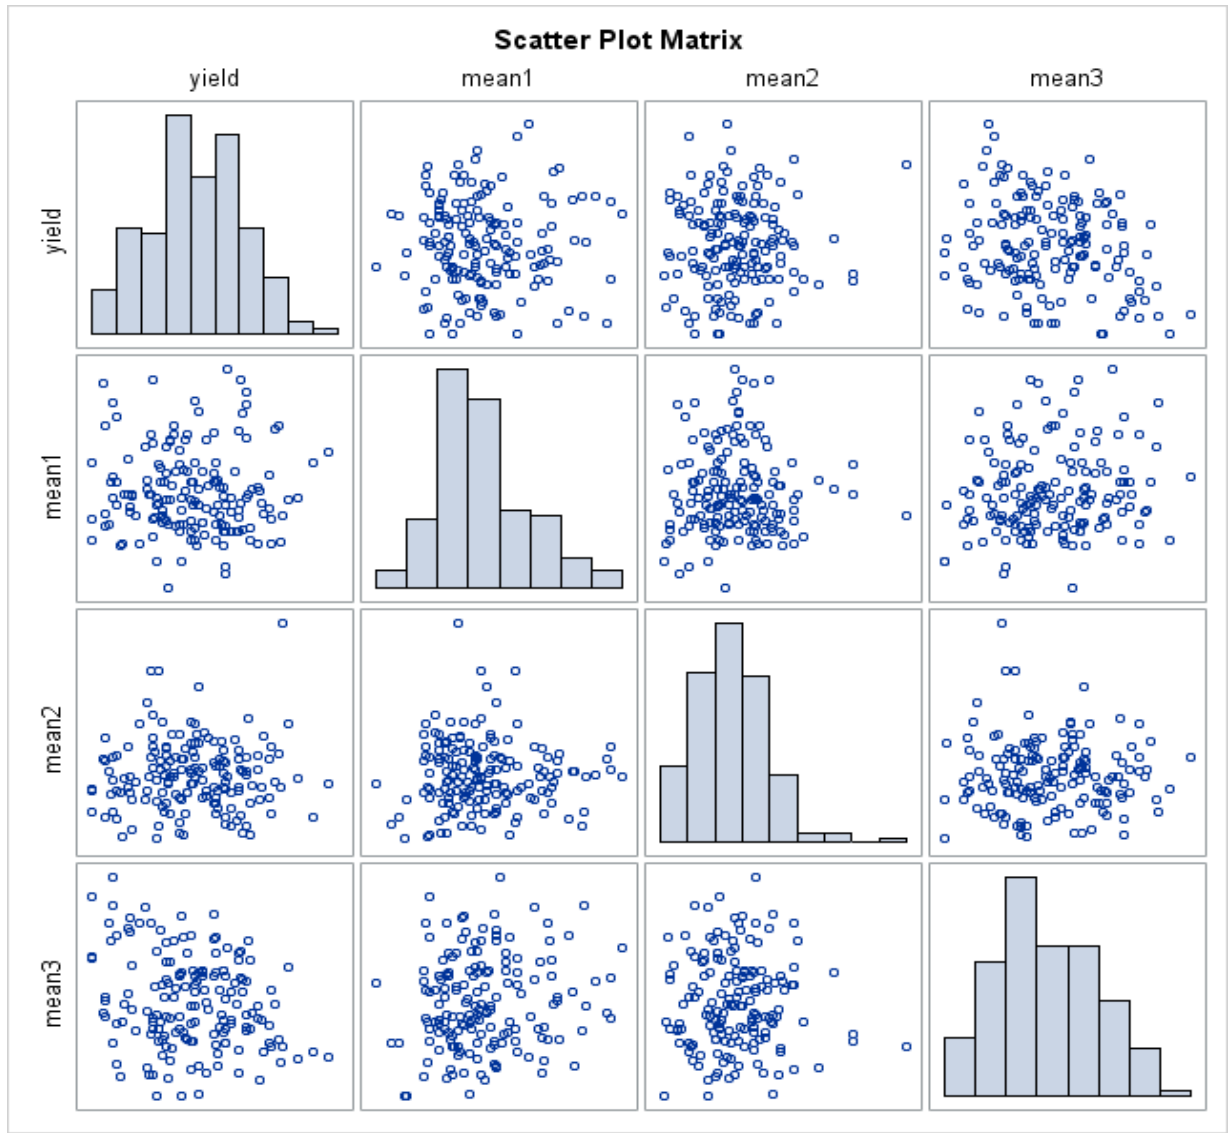 Scatter Plot Matrix
yield mean1 mean2 mean3
yield
mean1
mean2
mean3